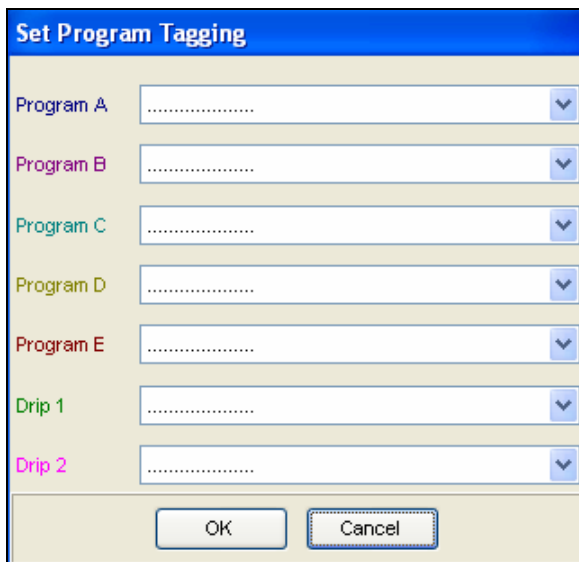 Set Program Tagging
Program A ....................
Program B ....................
Program C ....................
Program D ....................
Program E ....................
Drip 1 ....................
Drip 2 ....................
OK Cancel